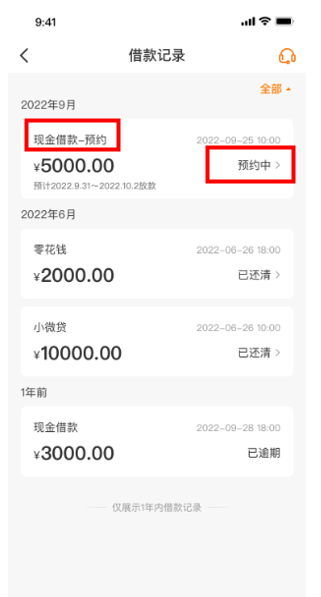 9:41
借款记录
全部
2022年9月
现金借款-预约
2022-09-25 10:00
¥5000.00
预约中
预计2022.9.31～2022.10.2放款
2022年6月
零花钱
2022-06-26 18:00
¥2000.00
已还清
小微贷
2022-06-26 10:00
¥10000.00
已还清
1年前
现金借款
2022-09-28 18:00
¥3000.00
已逾期
仅展示1年内借款记录